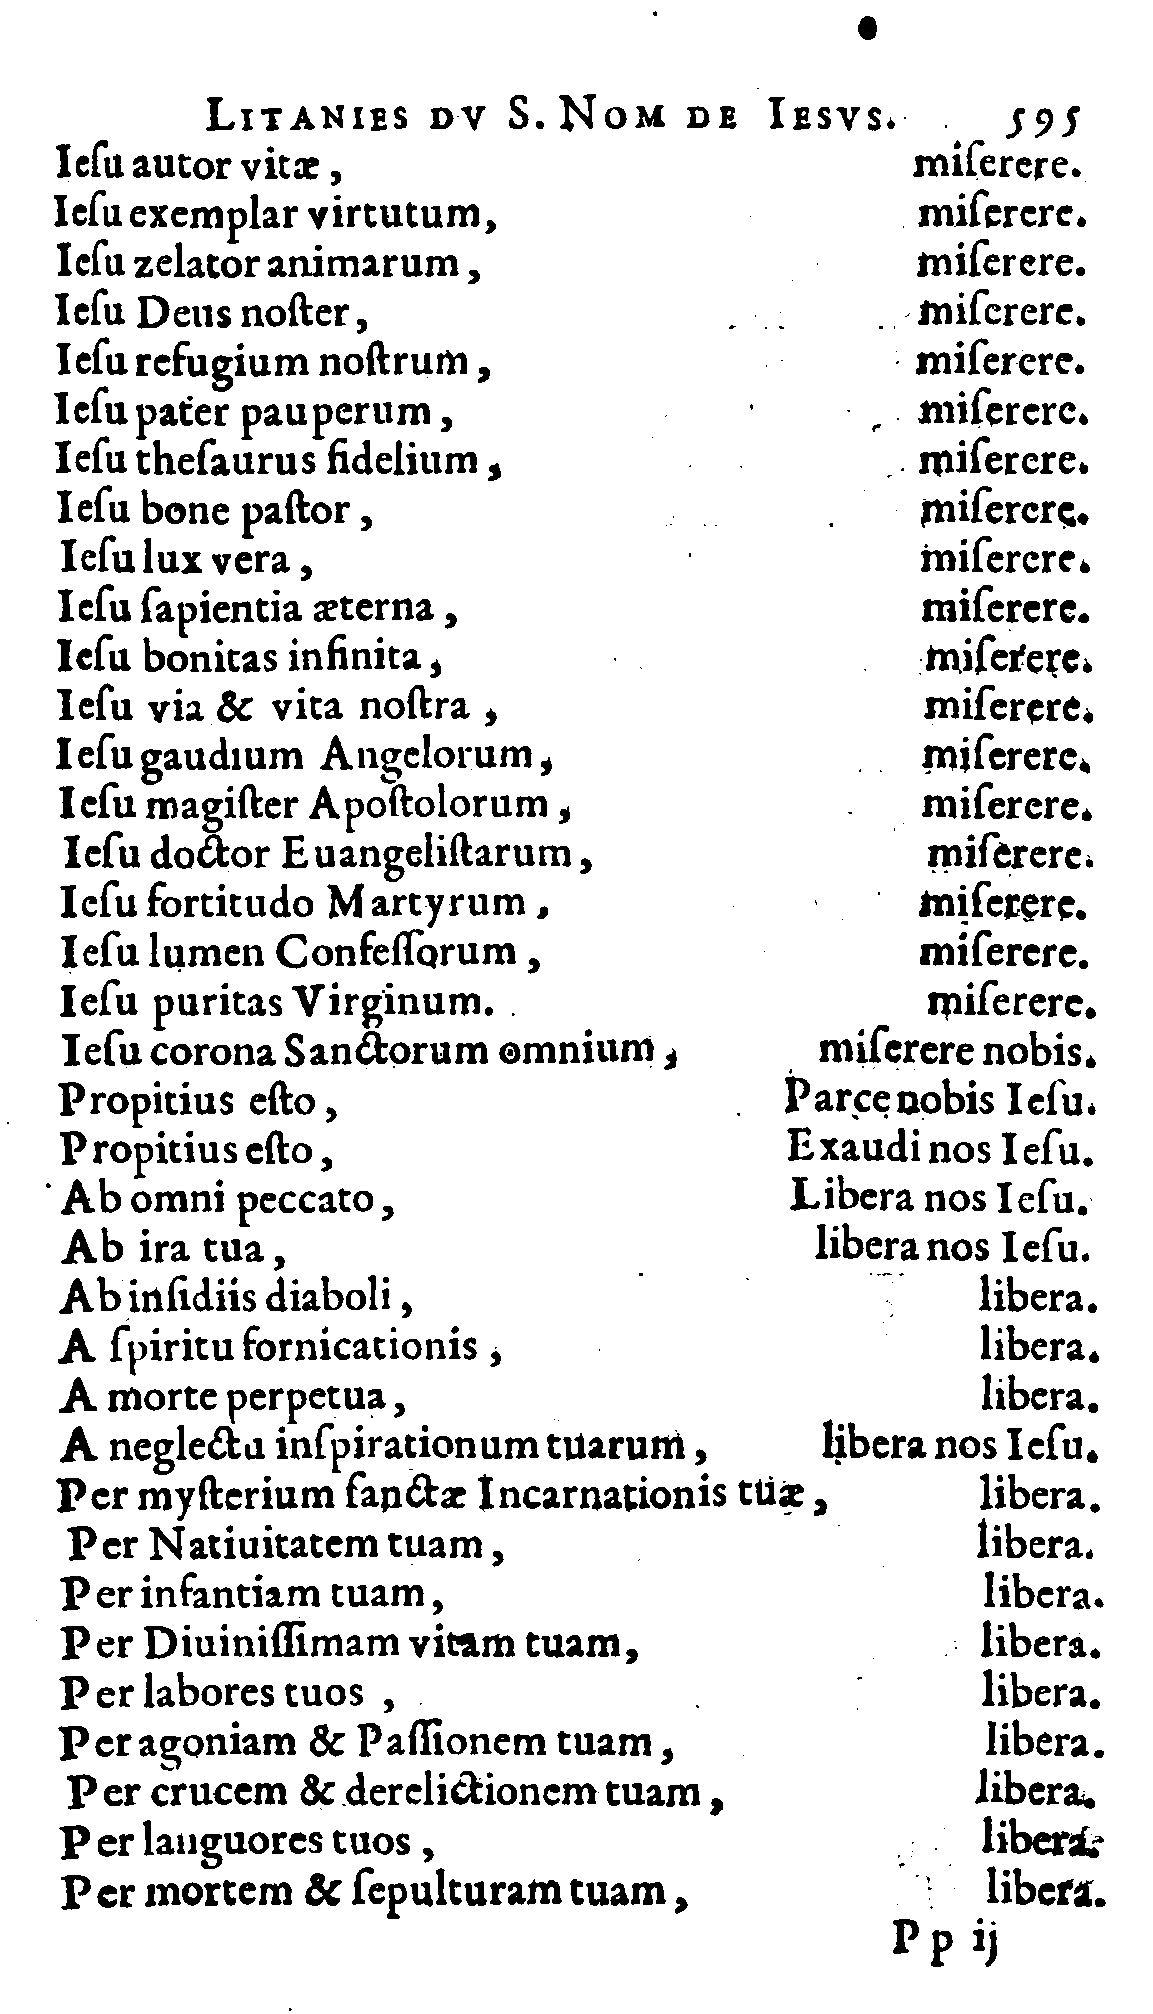 LITANIES DV S. NOM DE IESVS. 595
Ieſu autor vitæ, miſerere.
Ieſu exemplar virtutum, miſerere.
Ieſu zelator animarum, miſerere.
Ieſu Deus noſter, miſerere.
Ieſu refugium noſtrum, miſerere.
Ieſu pater pauperum, miſerere.
Ieſu theſaurus fidelium, miſerere.
Ieſu bone paſtor, miſerere.
Ieſu lux vera, miſerere.
Ieſu ſapientia æterna, miſerere.
Ieſu bonitas infinita, miſerere.
Ieſu via & vita noſtra, miſerere.
Ieſu gaudium Angelorum, miſerere.
Ieſu magiſter Apoſtolorum, miſerere.
Ieſu doctor Euangeliſtarum, miſerere.
Ieſu fortitudo Martyrum, miſerere.
Ieſu lumen Confeſſorum, miſerere.
Ieſu puritas Virginum. miſerere.
Ieſu corona Sanctorum omnium, miſerere nobis.
Propitius eſto, Parce nobis Ieſu.
Propitius eſto, Exaudi nos Ieſu.
Ab omni peccato, Libera nos Ieſu.
Ab ira tua, libera nos Ieſu.
Ab inſidiis diaboli, libera.
A ſpiritu fornicationis, libera.
A morte perpetua, libera.
A neglectu inſpirationum tuarum, libera nos Ieſu.
Per myſterium ſanctæ Incarnationis tuæ, libera.
Per Natiuitatem tuam, libera.
Per infantiam tuam, libera.
Per Diuiniſſimam vitam tuam, libera.
Per labores tuos, libera.
Per agoniam & Paſſionem tuam, libera.
Per crucem & derelictionem tuam, libera.
Per languores tuos, libera.
Per mortem & ſepulturam tuam, libera.
Pp ij